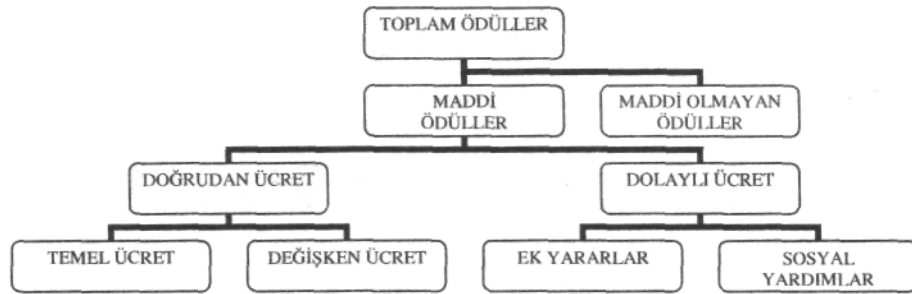 TOPLAM ÖDÜLLER
MADDİ
ÖDÜLLER
MADDİ OLMAYAN
ÖDÜLLER
DOĞRUDAN ÜCRET
DOLAYLI ÜCRET
TEMEL ÜCRET
DEĞİŞKEN ÜCRET
EK YARARLAR
SOSYAL
YARDIMLAR